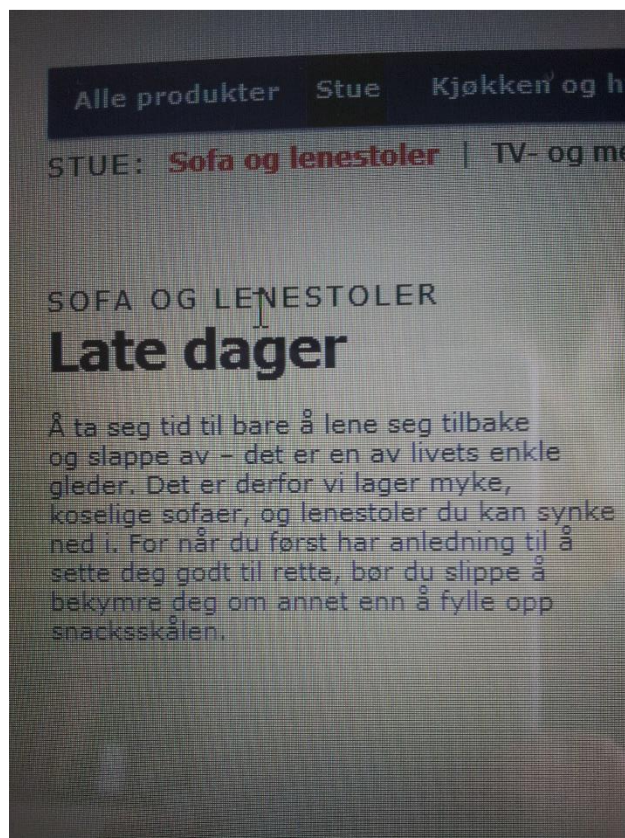 Alle produkter Stue Kjøkken og h
STUE: Sofa og lenestoler | TV- og me
SOFA OG LENESTOLER
Late dager
Å ta seg tid til bare å lene seg tilbake
og slappe av – det er en av livets enkle
gleder. Det er derfor vi lager myke,
koselige sofaer, og lenestoler du kan synke
ned i. For når du først har anledning til å
sette deg godt til rette, bør du slippe å
bekymre deg om annet enn å fylle opp
snacksskålen.